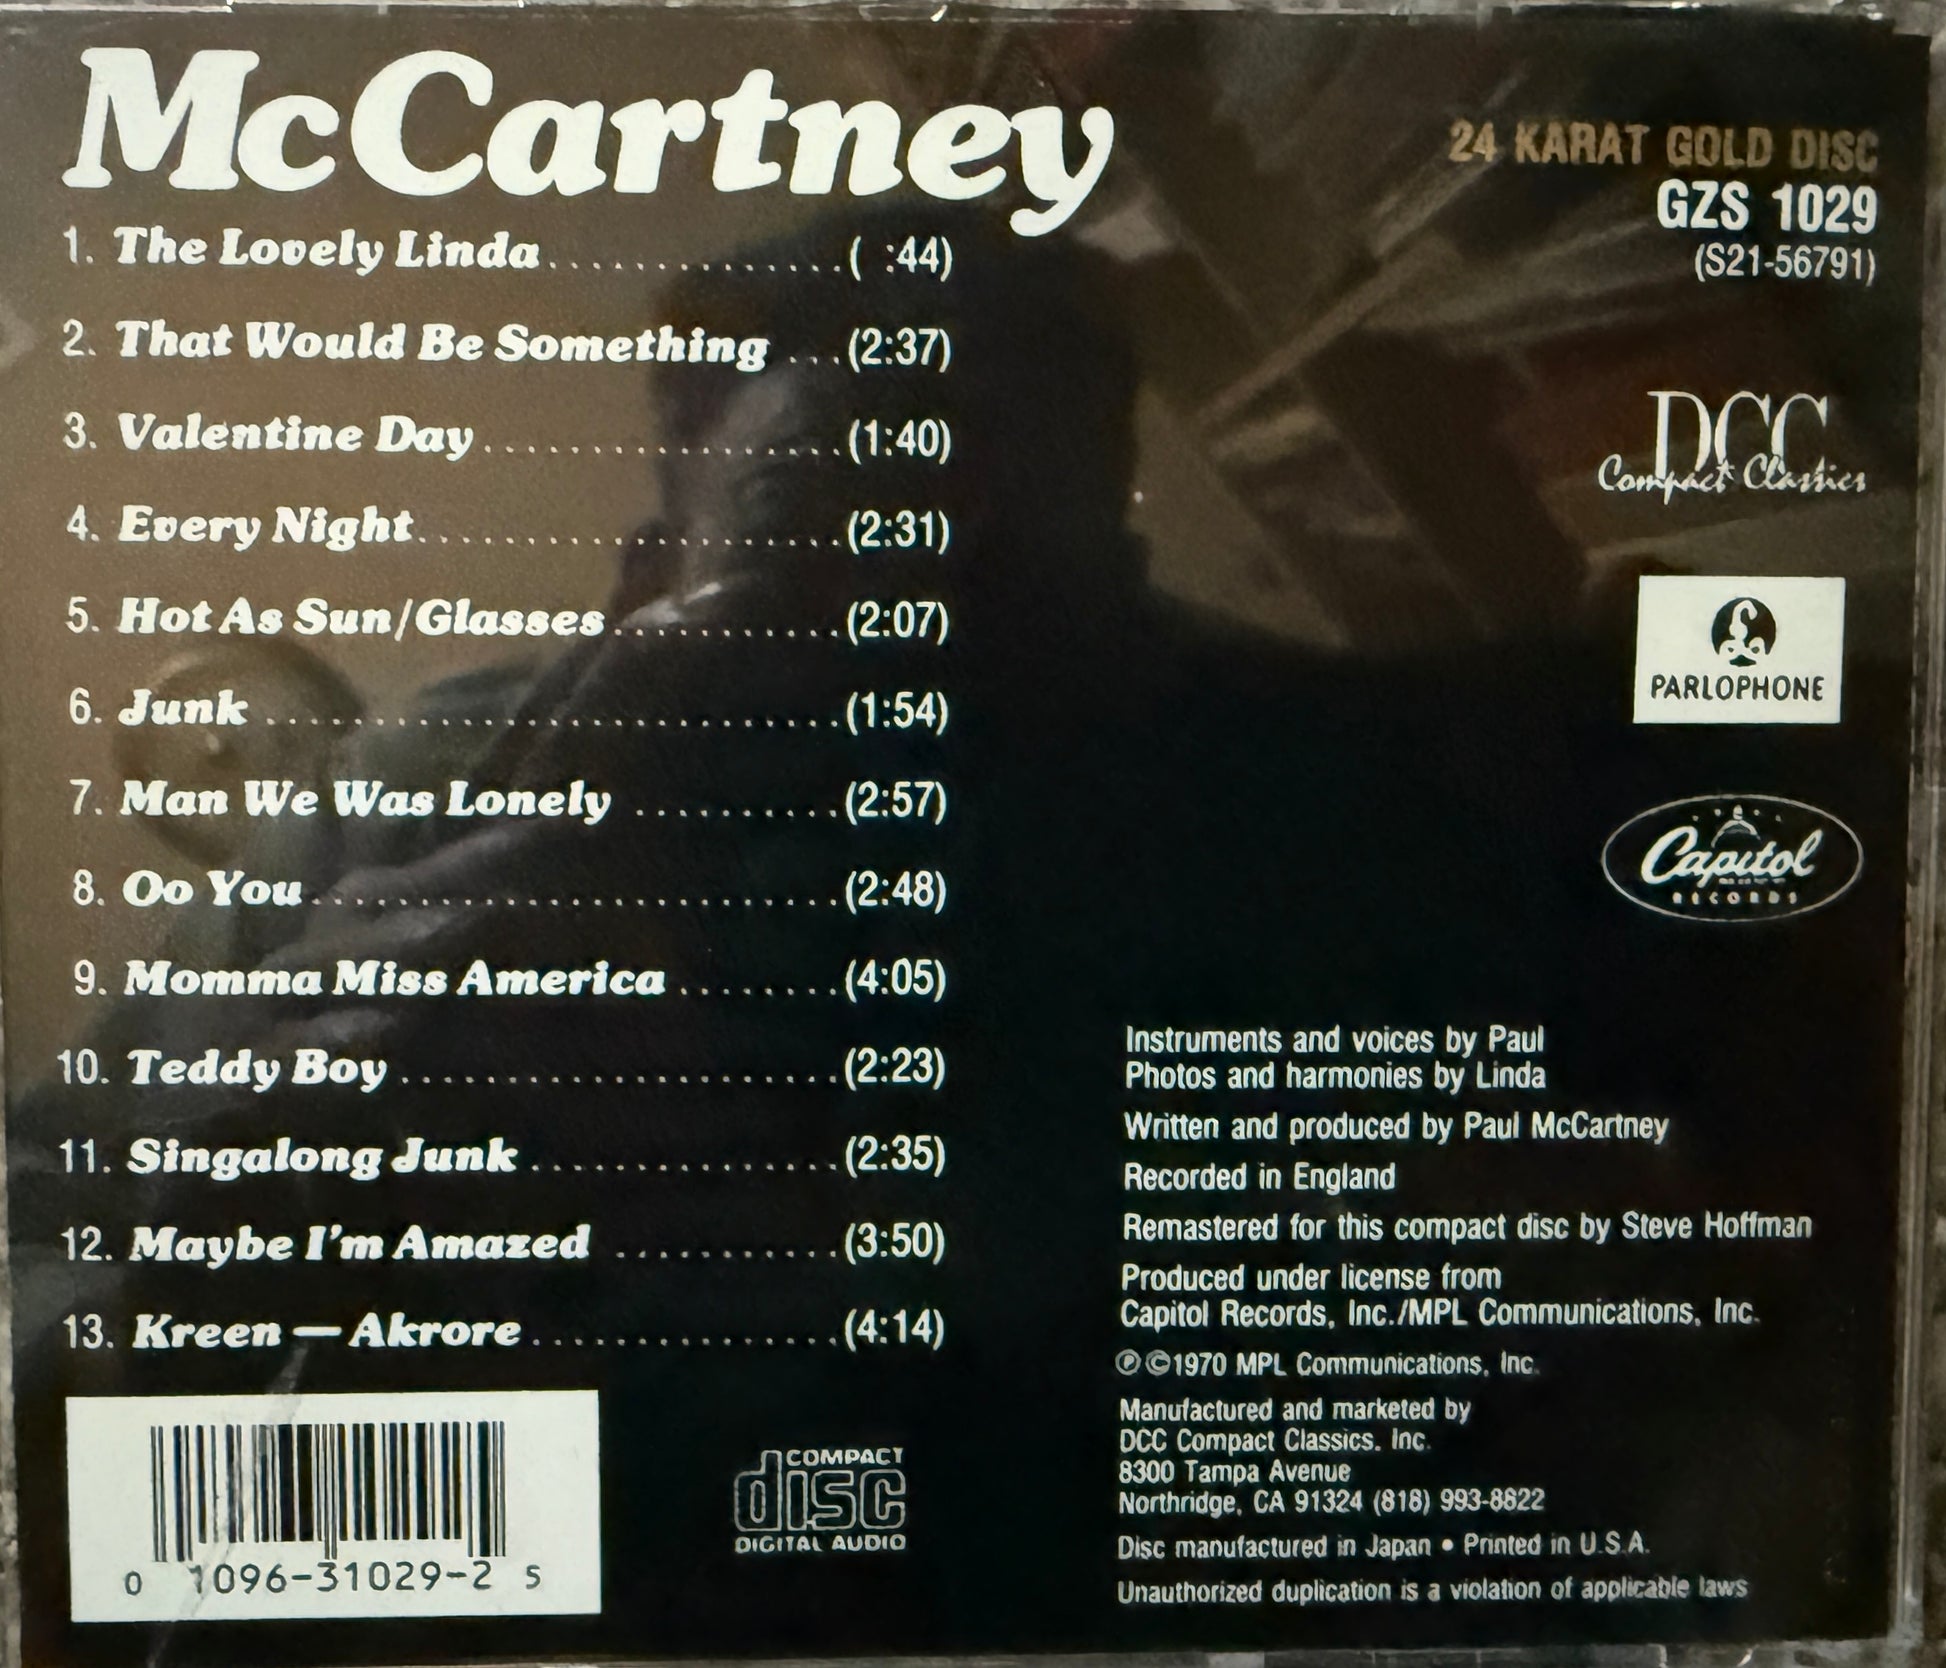 McCartney
1. The Lovely Linda..............( :44)
2. That Would Be Something ...(2:37)
3. Valentine Day.................(1:40)
4. Every Night....................(2:31)
5. Hot As Sun/Glasses...........(2:07)
6. Junk ............................(1:54)
7. Man We Was Lonely ..........(2:57)
8. Oo You..........................(2:48)
9. Momma Miss America ........(4:05)
10. Teddy Boy ......................(2:23)
11. Singalong Junk ...............(2:35)
12. Maybe I'm Amazed ...........(3:50)
13. Kreen — Akrore ...............(4:14)
24 KARAT GOLD DISC
GZS 1029
(S21-56791)
DCC
Compact Classics
PARLOPHONE
Capitol
RECORDS
Instruments and voices by Paul
Photos and harmonies by Linda
Written and produced by Paul McCartney
Recorded in England
Remastered for this compact disc by Steve Hoffman
Produced under license from
Capitol Records, Inc./MPL Communications, Inc.
℗©1970 MPL Communications, Inc.
Manufactured and marketed by
DCC Compact Classics, Inc.
8300 Tampa Avenue
Northridge, CA 91324 (818) 993-8822
Disc manufactured in Japan • Printed in U.S.A.
Unauthorized duplication is a violation of applicable laws
COMPACT
disc
DIGITAL AUDIO
0 1096-31029-2 5